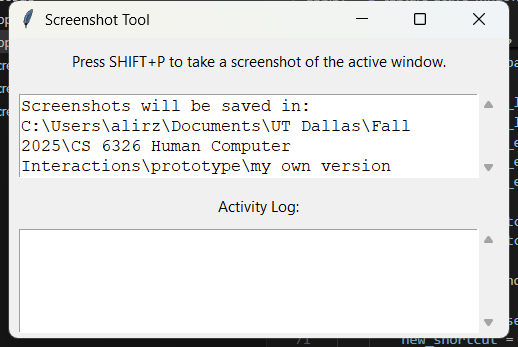 Screenshot Tool
Press SHIFT+P to take a screenshot of the active window.
Screenshots will be saved in:
C:\Users\alirz\Documents\UT Dallas\Fall
2025\CS 6326 Human Computer
Interactions\prototype\my own version
Activity Log:
71 new_shortcut =